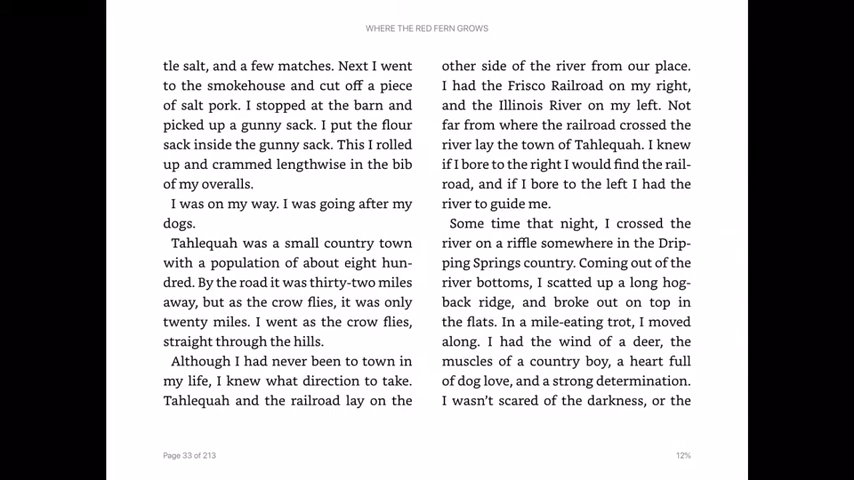 WHERE THE RED FERN GROWS
tle salt, and a few matches. Next I went
to the smokehouse and cut off a piece
of salt pork. I stopped at the barn and
picked up a gunny sack. I put the flour
sack inside the gunny sack. This I rolled
up and crammed lengthwise in the bib
of my overalls.
I was on my way. I was going after my
dogs.
Tahlequah was a small country town
with a population of about eight hun-
dred. By the road it was thirty-two miles
away, but as the crow flies, it was only
twenty miles. I went as the crow flies,
straight through the hills.
Although I had never been to town in
my life, I knew what direction to take.
Tahlequah and the railroad lay on the
other side of the river from our place.
I had the Frisco Railroad on my right,
and the Illinois River on my left. Not
far from where the railroad crossed the
river lay the town of Tahlequah. I knew
if I bore to the right I would find the rail-
road, and if I bore to the left I had the
river to guide me.
Some time that night, I crossed the
river on a riffle somewhere in the Drip-
ping Springs country. Coming out of the
river bottoms, I scatted up a long hog-
back ridge, and broke out on top in
the flats. In a mile-eating trot, I moved
along. I had the wind of a deer, the
muscles of a country boy, a heart full
of dog love, and a strong determination.
I wasn't scared of the darkness, or the
Page 33 of 213
12%